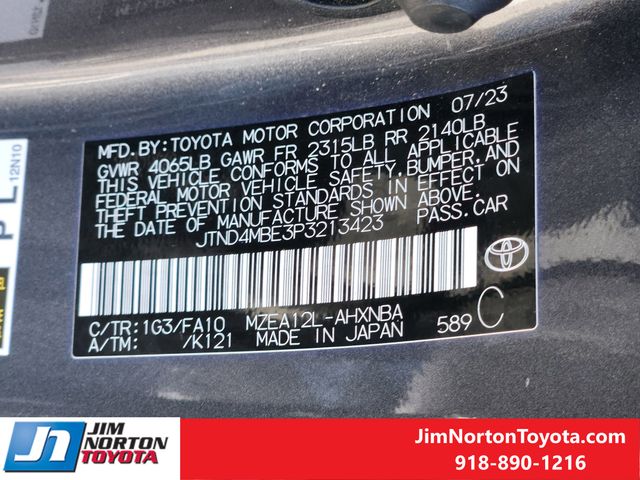 MFD. BY: TOYOTA MOTOR CORPORATION 07/23
GVWR 4065LB GAWR FR 2315LB RR 2140LB
THIS VEHICLE CONFORMS TO ALL APPLICABLE
FEDERAL MOTOR VEHICLE SAFETY, BUMPER, AND
THEFT PREVENTION STANDARDS IN EFFECT ON
THE DATE OF MANUFACTURE SHOWN ABOVE.
JTND4MBE3P3213423 PASS. CAR
C/TR: 1G3/FA10 MZEA12L-AHXNBA
A/TM: /K121 MADE IN JAPAN 589 C
12N10
P L
JIM
NORTON
TOYOTA
JimNortonToyota.com
918-890-1216